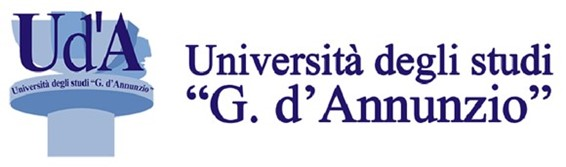 Ud'A
Università degli studi "G. d'Annunzio"
Università degli studi
“G. d’Annunzio”